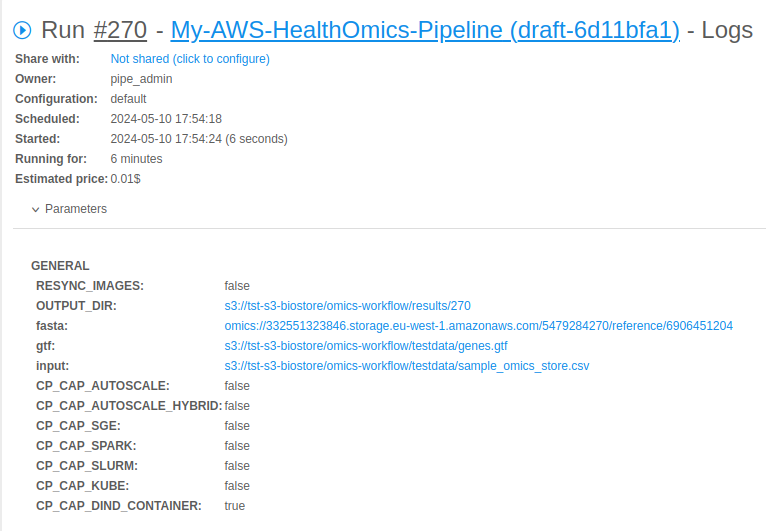 Run #270 - My-AWS-HealthOmics-Pipeline (draft-6d11bfa1) - Logs
Share with: Not shared (click to configure)
Owner: pipe_admin
Configuration: default
Scheduled: 2024-05-10 17:54:18
Started: 2024-05-10 17:54:24 (6 seconds)
Running for: 6 minutes
Estimated price: 0.01$
Parameters
GENERAL
RESYNC_IMAGES: false
OUTPUT_DIR: s3://tst-s3-biostore/omics-workflow/results/270
fasta: omics://332551323846.storage.eu-west-1.amazonaws.com/5479284270/reference/6906451204
gtf: s3://tst-s3-biostore/omics-workflow/testdata/genes.gtf
input: s3://tst-s3-biostore/omics-workflow/testdata/sample_omics_store.csv
CP_CAP_AUTOSCALE: false
CP_CAP_AUTOSCALE_HYBRID: false
CP_CAP_SGE: false
CP_CAP_SPARK: false
CP_CAP_SLURM: false
CP_CAP_KUBE: false
CP_CAP_DIND_CONTAINER: true